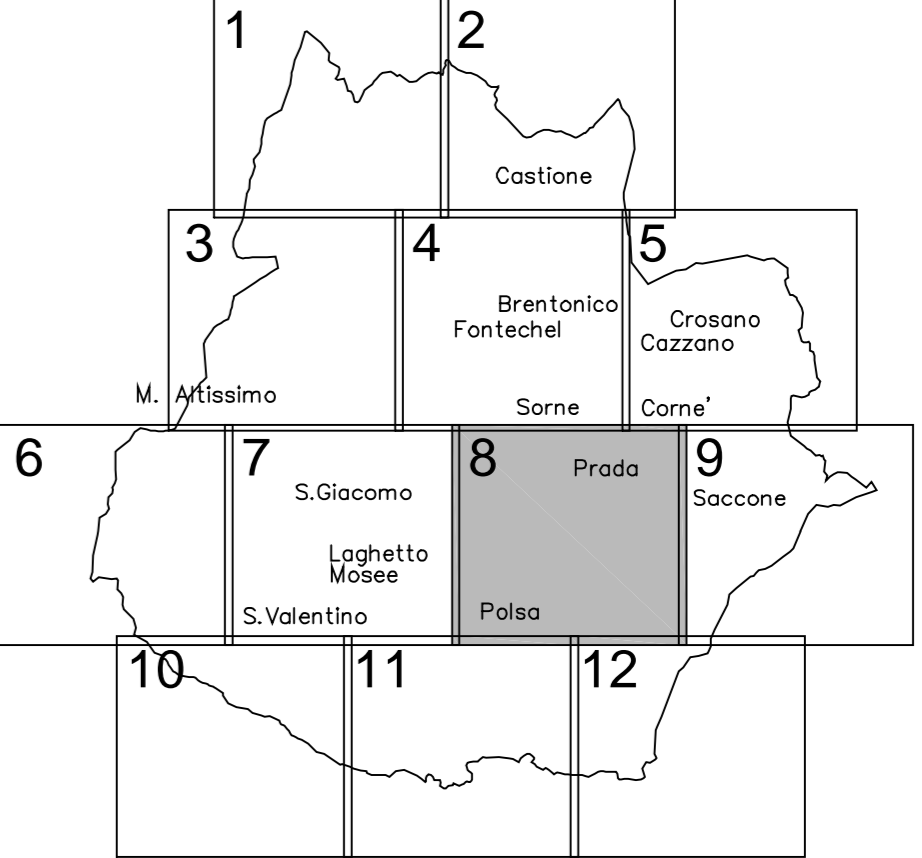 1
2
Castione
3
4
5
Brentonico
Fontechel
Crosano
Cazzano
M. Altissimo
Sorne
Corne'
6
7
8
9
Prada
S.Giacomo
Saccone
Laghetto
Mosee
Polsa
S.Valentino
10
11
12